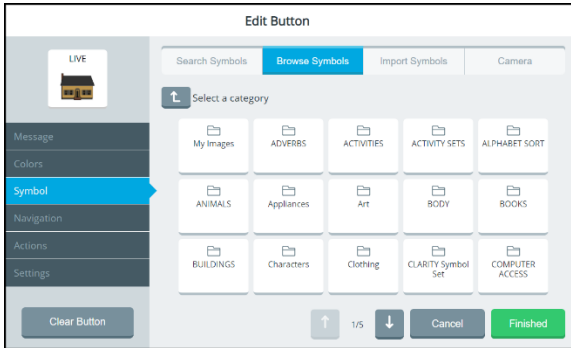 Edit Button
LIVE
Message
Colors
Symbol
Navigation
Actions
Settings
Clear Button
Search Symbols Browse Symbols Import Symbols Camera
Select a category
My Images ADVERBS ACTIVITIES ACTIVITY SETS ALPHABET SORT
ANIMALS Appliances Art BODY BOOKS
BUILDINGS Characters Clothing CLARITY Symbol Set COMPUTER ACCESS
1/5 Cancel Finished